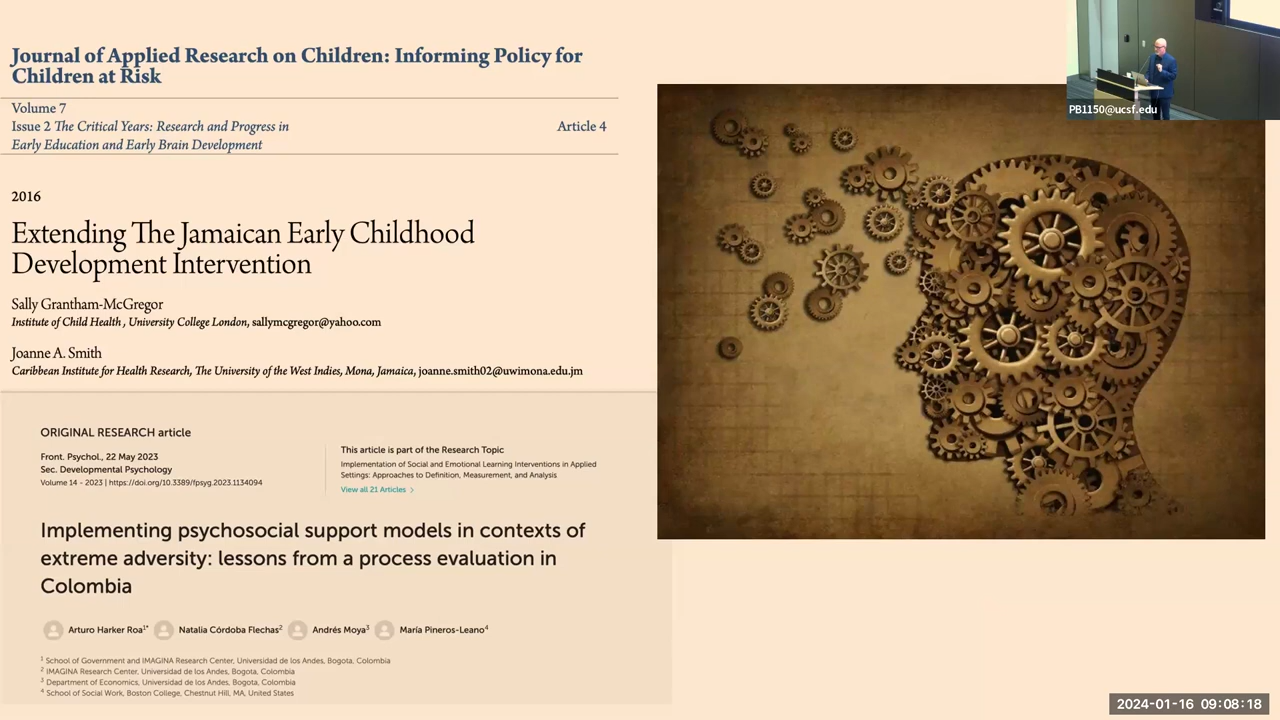 Journal of Applied Research on Children: Informing Policy for
Children at Risk
Volume 7
Issue 2 The Critical Years: Research and Progress in
Early Education and Early Brain Development
Article 4
2016
Extending The Jamaican Early Childhood
Development Intervention
Sally Grantham-McGregor
Institute of Child Health , University College London, sallymcgregor@yahoo.com
Joanne A. Smith
Caribbean Institute for Health Research, The University of the West Indies, Mona, Jamaica, joanne.smith02@uwimona.edu.jm
ORIGINAL RESEARCH article
Front. Psychol., 22 May 2023
Sec. Developmental Psychology
Volume 14 - 2023 | https://doi.org/10.3389/fpsyg.2023.1134094
This article is part of the Research Topic
Implementation of Social and Emotional Learning Interventions in Applied
Settings: Approaches to Definition, Measurement, and Analysis
View all 21 Articles >
Implementing psychosocial support models in contexts of
extreme adversity: lessons from a process evaluation in
Colombia
Arturo Harker Roa1* Natalia Córdoba Flechas2 Andrés Moya3 María Pineros-Leano4
1 School of Government and IMAGINA Research Center, Universidad de los Andes, Bogota, Colombia
2 IMAGINA Research Center, Universidad de los Andes, Bogota, Colombia
3 Department of Economics, Universidad de los Andes, Bogota, Colombia
4 School of Social Work, Boston College, Chestnut Hill, MA, United States
PB1150@ucsf.edu
2024-01-16 09:08:18